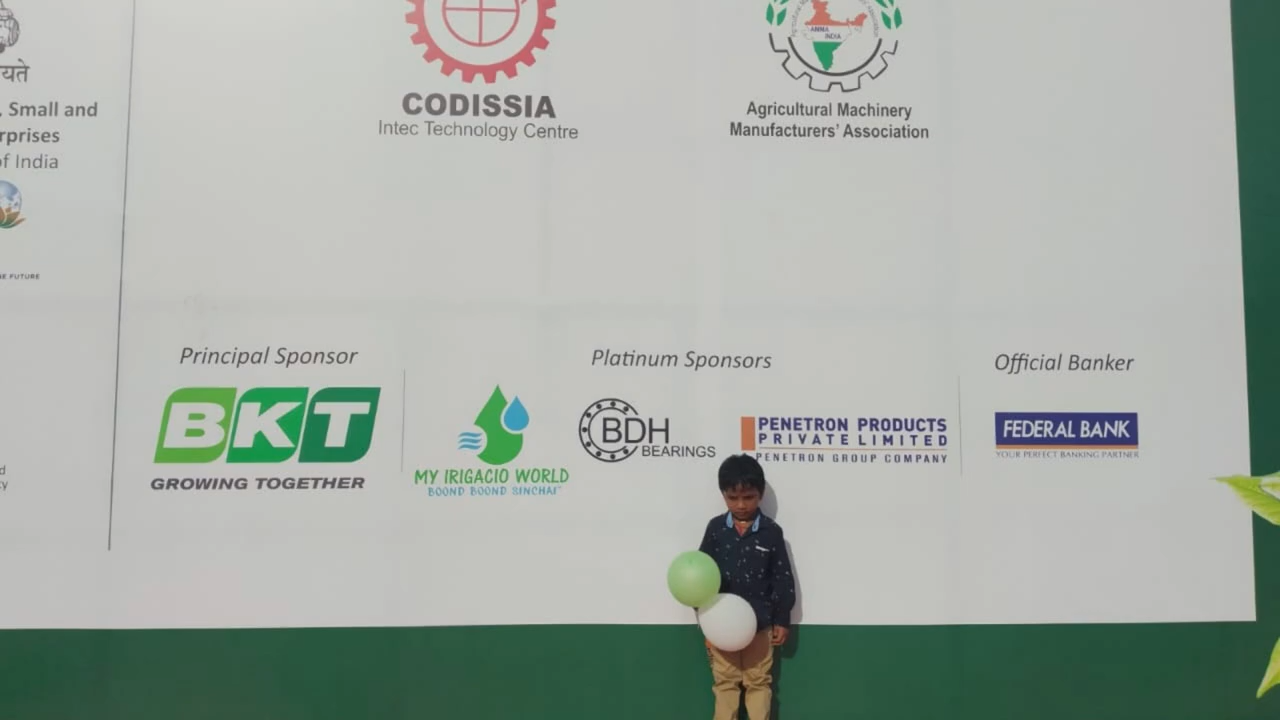 यते
, Small and
rprises
of India
E FUTURE
d
cy
CODISSIA
Intec Technology Centre
AMMA
INDIA
Agricultural Machinery
Manufacturers' Association
Principal Sponsor
BKT
GROWING TOGETHER
Platinum Sponsors
MY IRIGACIO WORLD
BOOND BOOND SINCHAI
BDH
BEARINGS
PENETRON PRODUCTS
PRIVATE LIMITED
PENETRON GROUP COMPANY
Official Banker
FEDERAL BANK
YOUR PERFECT BANKING PARTNER